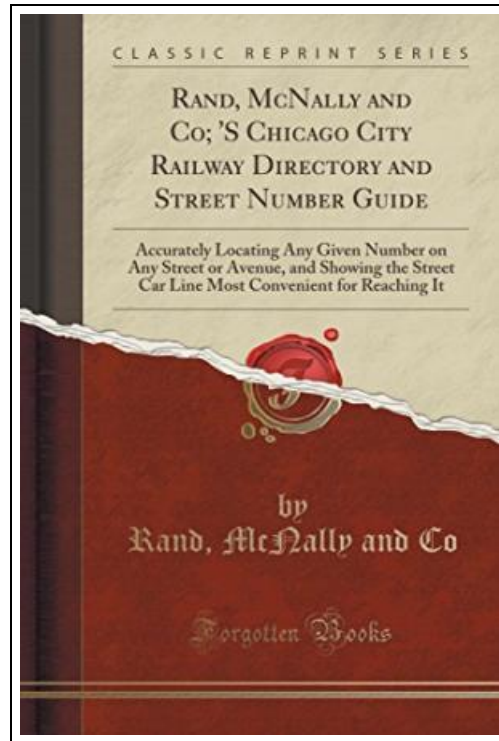 CLASSIC REPRINT SERIES
RAND, MCNALLY AND
CO; 'S CHICAGO CITY
RAILWAY DIRECTORY AND
STREET NUMBER GUIDE
Accurately Locating Any Given Number on
Any Street or Avenue, and Showing the Street
Car Line Most Convenient for Reaching It
by
Rand, McNally and Co
Forgotten Books